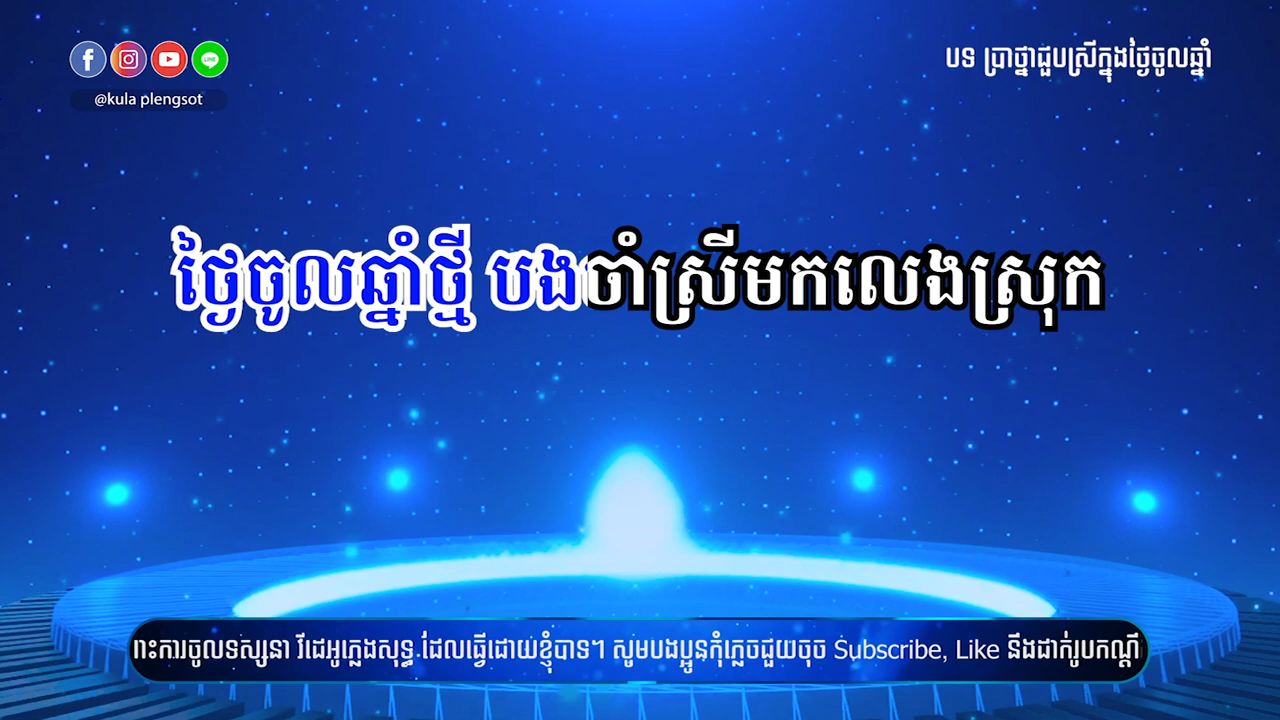 បទ ប្រាថ្នាជួបស្រីក្នុងថ្ងៃចូលឆ្នាំ
@kula plengsot
ថ្ងៃចូលឆ្នាំថ្មី បងចាំស្រីមកលេងស្រុក
រាះការចូលទស្សនា វីដេអូភ្លេងសុទ្ធ ដែលធ្វើដោយខ្ញុំបាទ។ សូមបងប្អូនកុំភ្លេចជួយចុច Subscribe, Like នឹងដាក់រូបកណ្ដឹ